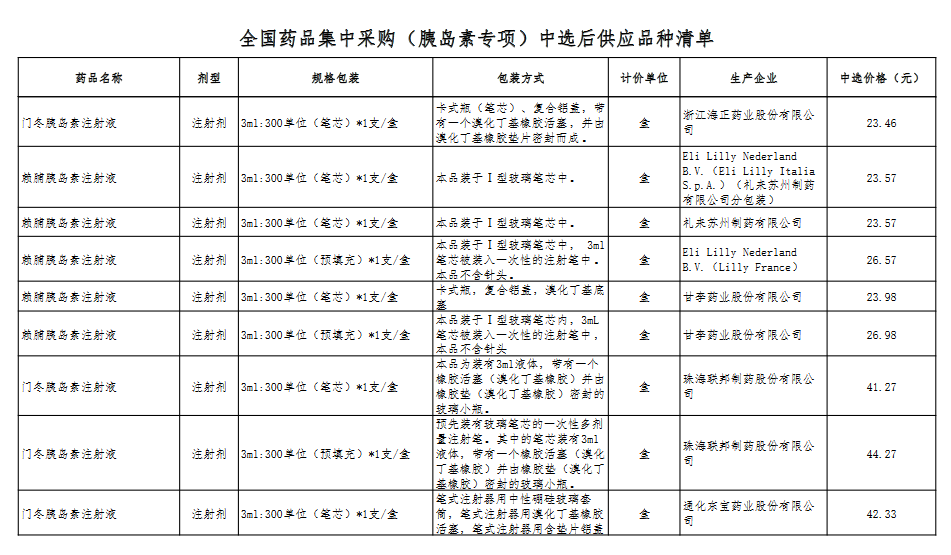 全国药品集中采购（胰岛素专项）中选后供应品种清单
药品名称 剂型 规格包装 包装方式 计价单位 生产企业 中选价格（元）
门冬胰岛素注射液 注射剂 3ml:300单位（笔芯）*1支/盒 卡式瓶（笔芯）、复合铝盖，带
有一个溴化丁基橡胶活塞，并由
溴化丁基橡胶垫片密封而成。 盒 浙江海正药业股份有限公
司 23.46
赖脯胰岛素注射液 注射剂 3ml:300单位（笔芯）*1支/盒 本品装于Ⅰ型玻璃笔芯中。 盒 Eli Lilly Nederland
B.V.（Eli Lilly Italia
S.p.A.）（礼来苏州制药
有限公司分包装） 23.57
赖脯胰岛素注射液 注射剂 3ml:300单位（笔芯）*1支/盒 本品装于Ⅰ型玻璃笔芯中。 盒 礼来苏州制药有限公司 23.57
赖脯胰岛素注射液 注射剂 3ml:300单位（预填充）*1支/盒 本品装于Ⅰ型玻璃笔芯中， 3ml
笔芯被装入一次性的注射笔中．
本品不含针头。 盒 Eli Lilly Nederland
B.V.（Lilly France） 26.57
赖脯胰岛素注射液 注射剂 3ml:300单位（笔芯）*1支/盒 卡式瓶，复合铝盖，溴化丁基底
塞 盒 甘李药业股份有限公司 23.98
赖脯胰岛素注射液 注射剂 3ml:300单位（预填充）*1支/盒 本品装于Ⅰ型玻璃笔芯内，3mL
笔芯被装入一次性的注射笔中，
本品不含针头 盒 甘李药业股份有限公司 26.98
门冬胰岛素注射液 注射剂 3ml:300单位（笔芯）*1支/盒 本品为装有3ml液体，带有一个
橡胶活塞（溴化丁基橡胶）并由
橡胶垫（溴化丁基橡胶）密封的
玻璃小瓶。 盒 珠海联邦制药股份有限公
司 41.27
门冬胰岛素注射液 注射剂 3ml:300单位（预填充）*1支/盒 预先装有玻璃笔芯的一次性多剂
量注射笔。其中的笔芯装有3ml
液体，带有一个橡胶活塞（溴化
丁基橡胶）并由橡胶垫（溴化丁
基橡胶）密封的玻璃小瓶。 盒 珠海联邦制药股份有限公
司 44.27
门冬胰岛素注射液 注射剂 3ml:300单位（笔芯）*1支/盒 笔式注射器用中性硼硅玻璃套
筒，笔式注射器用溴化丁基橡胶
活塞，笔式注射器用含垫片铝盖 盒 通化东宝药业股份有限公
司 42.33